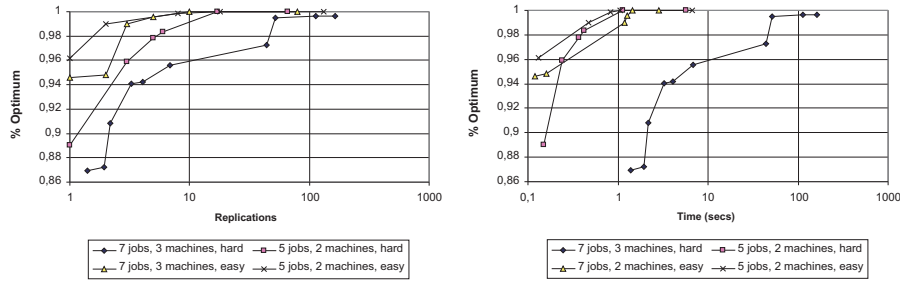 1
0,98
0,96
0,94
0,92
0,9
0,88
0,86
% Optimum
1 10 100 1000
Replications
7 jobs, 3 machines, hard 5 jobs, 2 machines, hard
7 jobs, 3 machines, easy 5 jobs, 2 machines, easy
1
0,98
0,96
0,94
0,92
0,9
0,88
0,86
% Optimum
0,1 1 10 100 1000
Time (secs)
7 jobs, 3 machines, hard 5 jobs, 2 machines, hard
7 jobs, 2 machines, easy 5 jobs, 2 machines, easy